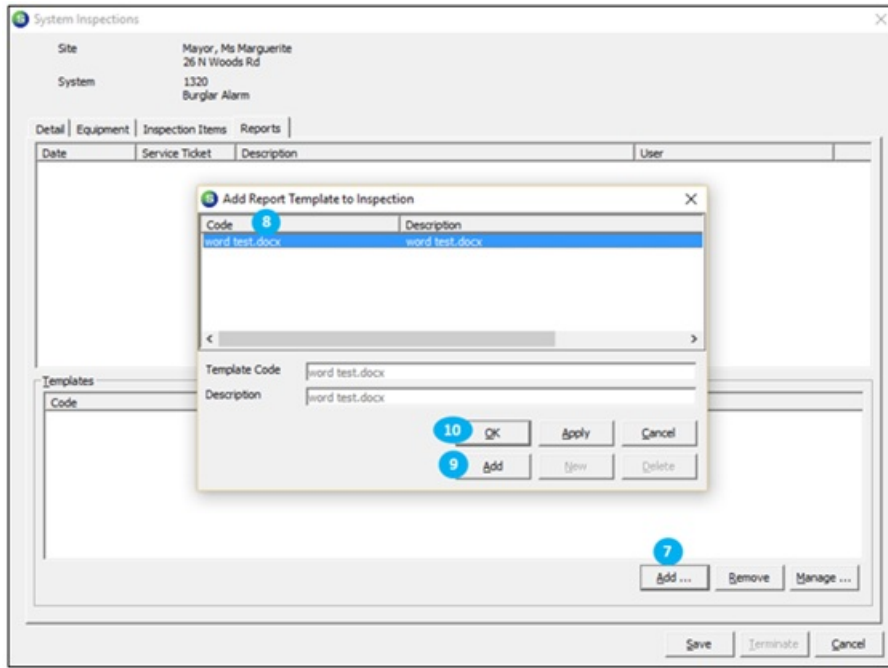 System Inspections
Site Mayor, Ms Marguerite
26 N Woods Rd
System 1320
Burglar Alarm
Detail Equipment Inspection Items Reports
Date Service Ticket Description User
Add Report Template to Inspection
Code 8 Description
word test.docx word test.docx
Template Code word test.docx
Description word test.docx
10 OK Apply Cancel
9 Add New Delete
Templates
Code
7
Add ... Remove Manage ...
Save Terminate Cancel